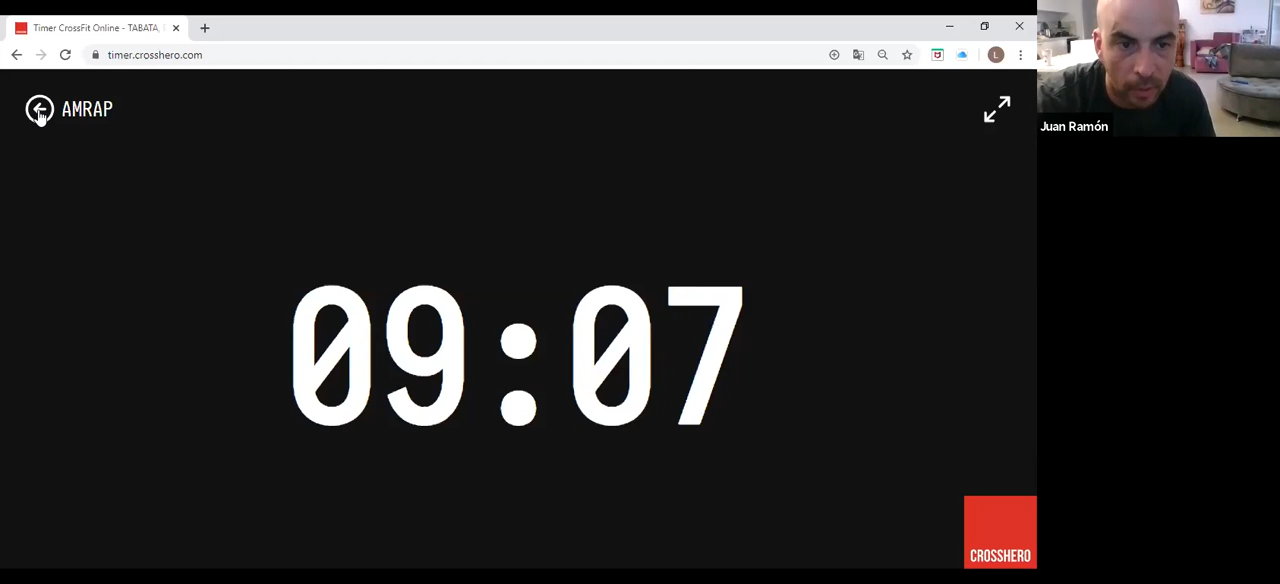 Timer CrossFit Online - TABATA,
timer.crosshero.com
L
AMRAP
Juan Ramón
09:07
CROSSHERO